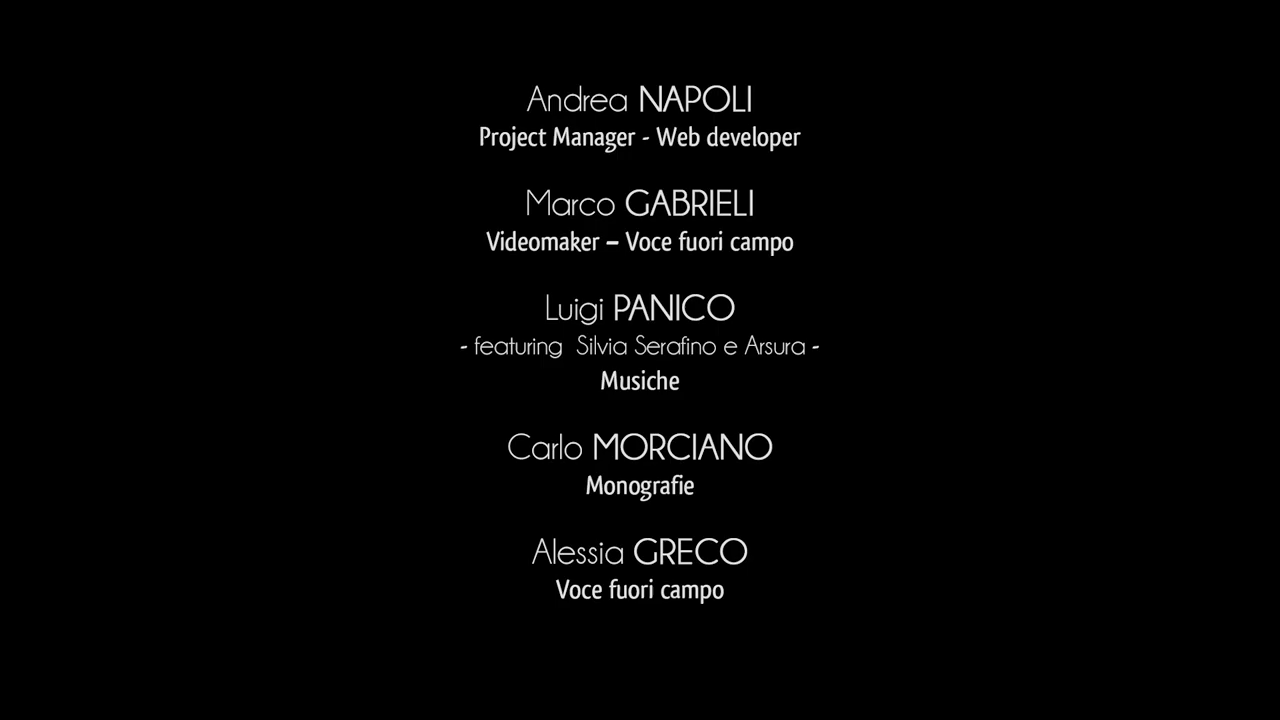 Andrea NAPOLI
Project Manager - Web developer
Marco GABRIELI
Videomaker – Voce fuori campo
Luigi PANICO
- featuring Silvia Serafino e Arsura -
Musiche
Carlo MORCIANO
Monografie
Alessia GRECO
Voce fuori campo